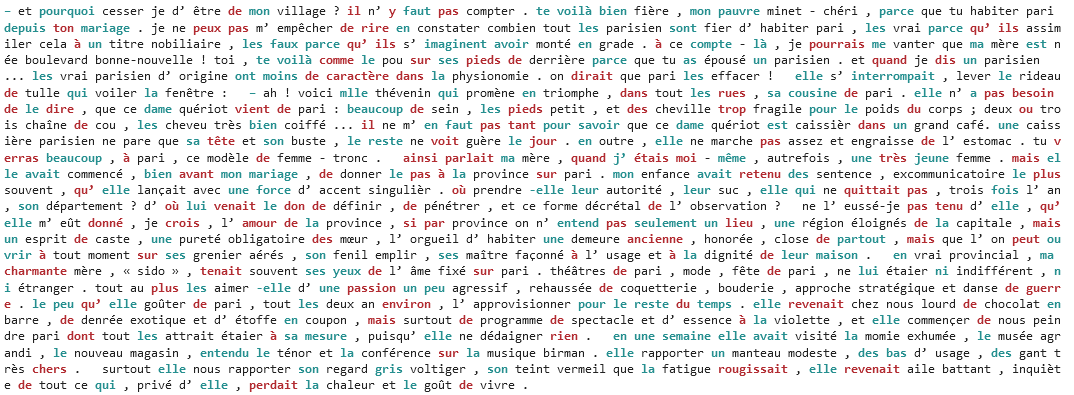 – et pourquoi cesser je d’ être de mon village ? il n’ y faut pas compter . te voilà bien fière , mon pauvre minet - chéri , parce que tu habiter pari
depuis ton mariage . je ne peux pas m’ empêcher de rire en constater combien tout les parisien sont fier d’ habiter pari , les vrai parce qu’ ils assim
iler cela à un titre nobiliaire , les faux parce qu’ ils s’ imaginent avoir monté en grade . à ce compte - là , je pourrais me vanter que ma mère est n
ée boulevard bonne-nouvelle ! toi , te voilà comme le pou sur ses pieds de derrière parce que tu as épousé un parisien . et quand je dis un parisien
... les vrai parisien d’ origine ont moins de caractère dans la physionomie . on dirait que pari les effacer ! elle s’ interrompait , lever le rideau
de tulle qui voiler la fenêtre : – ah ! voici mlle thévenin qui promène en triomphe , dans tout les rues , sa cousine de pari . elle n’ a pas besoin
de le dire , que ce dame quériot vient de pari : beaucoup de sein , les pieds petit , et des cheville trop fragile pour le poids du corps ; deux ou tro
is chaîne de cou , les cheveu très bien coiffé ... il ne m’ en faut pas tant pour savoir que ce dame quériot est caissièr dans un grand café. une caiss
ière parisien ne pare que sa tête et son buste , le reste ne voit guère le jour . en outre , elle ne marche pas assez et engraisse de l’ estomac . tu v
erras beaucoup , à pari , ce modèle de femme - tronc . ainsi parlait ma mère , quand j’ étais moi - même , autrefois , une très jeune femme . mais el
le avait commencé , bien avant mon mariage , de donner le pas à la province sur pari . mon enfance avait retenu des sentence , excommunicatoire le plus
souvent , qu’ elle lançait avec une force d’ accent singulièr . où prendre -elle leur autorité , leur suc , elle qui ne quittait pas , trois fois l’ an
, son département ? d’ où lui venait le don de définir , de pénétrer , et ce forme décrétal de l’ observation ? ne l’ eussé-je pas tenu d’ elle , qu’
elle m’ eût donné , je crois , l’ amour de la province , si par province on n’ entend pas seulement un lieu , une région éloignés de la capitale , mais
un esprit de caste , une pureté obligatoire des mœur , l’ orgueil d’ habiter une demeure ancienne , honorée , close de partout , mais que l’ on peut ou
vrir à tout moment sur ses grenier aérés , son fenil emplir , ses maître façonné à l’ usage et à la dignité de leur maison . en vrai provincial , ma
charmante mère , « sido » , tenait souvent ses yeux de l’ âme fixé sur pari . théâtres de pari , mode , fête de pari , ne lui étaier ni indifférent , n
i étranger . tout au plus les aimer -elle d’ une passion un peu agressif , rehaussée de coquetterie , bouderie , approche stratégique et danse de guerr
e . le peu qu’ elle goûter de pari , tout les deux an environ , l’ approvisionner pour le reste du temps . elle revenait chez nous lourd de chocolat en
barre , de denrée exotique et d’ étoffe en coupon , mais surtout de programme de spectacle et d’ essence à la violette , et elle commençer de nous pein
dre pari dont tout les attrait étaier à sa mesure , puisqu’ elle ne dédaigner rien . en une semaine elle avait visité la momie exhumée , le musée agr
andi , le nouveau magasin , entendu le ténor et la conférence sur la musique birman . elle rapporter un manteau modeste , des bas d’ usage , des gant t
rès chers . surtout elle nous rapporter son regard gris voltiger , son teint vermeil que la fatigue rougissait , elle revenait aile battant , inquièt
e de tout ce qui , privé d’ elle , perdait la chaleur et le goût de vivre .